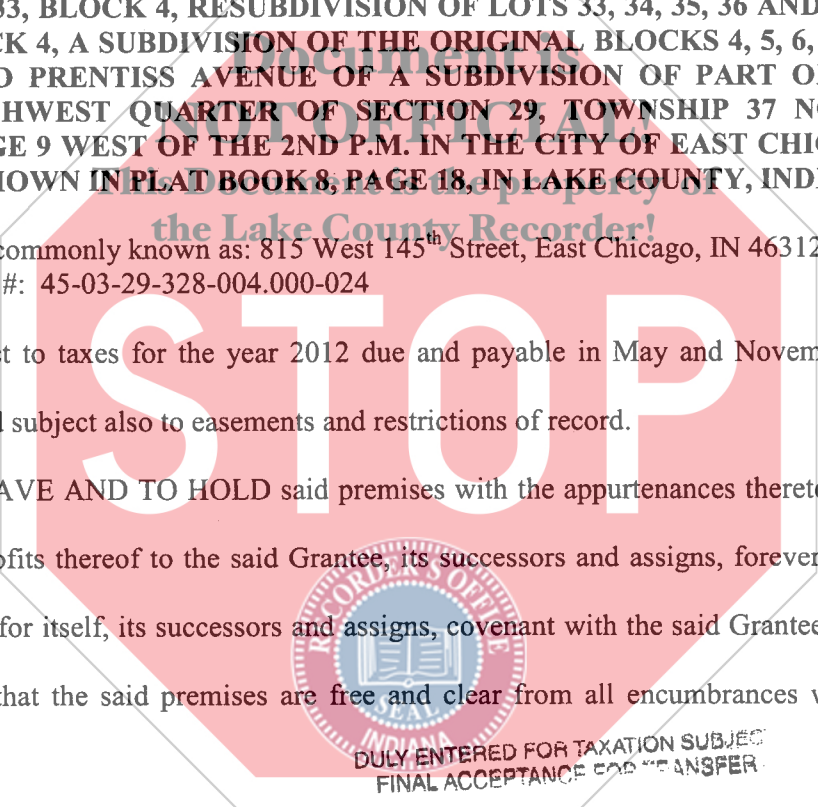 33, BLOCK 4, RESUBDIVISION OF LOTS 33, 34, 35, 36 AND
CK 4, A SUBDIVISION OF THE ORIGINAL BLOCKS 4, 5, 6,
Document is
D PRENTISS AVENUE OF A SUBDIVISION OF PART O
HWEST QUARTER OF SECTION 29, TOWNSHIP 37 N
NOT OFFICIAL!
GE 9 WEST OF THE 2ND P.M. IN THE CITY OF EAST CHIC
HOWN IN PLAT BOOK 8, PAGE 18, IN LAKE COUNTY, INDI
This Document is the property of
the Lake County Recorder!
commonly known as: 815 West 145th Street, East Chicago, IN 46312
#: 45-03-29-328-004.000-024
STOP
ct to taxes for the year 2012 due and payable in May and Novem
d subject also to easements and restrictions of record.
AVE AND TO HOLD said premises with the appurtenances theret
ofits thereof to the said Grantee, its successors and assigns, forever
RECORDER'S OFFICE
for itself, its successors and assigns, covenant with the said Grantee
that the said premises are free and clear from all encumbrances w
SEAL
INDIANA
DULY ENTERED FOR TAXATION SUBJEC
FINAL ACCEPTANCE FOR TRANSFER